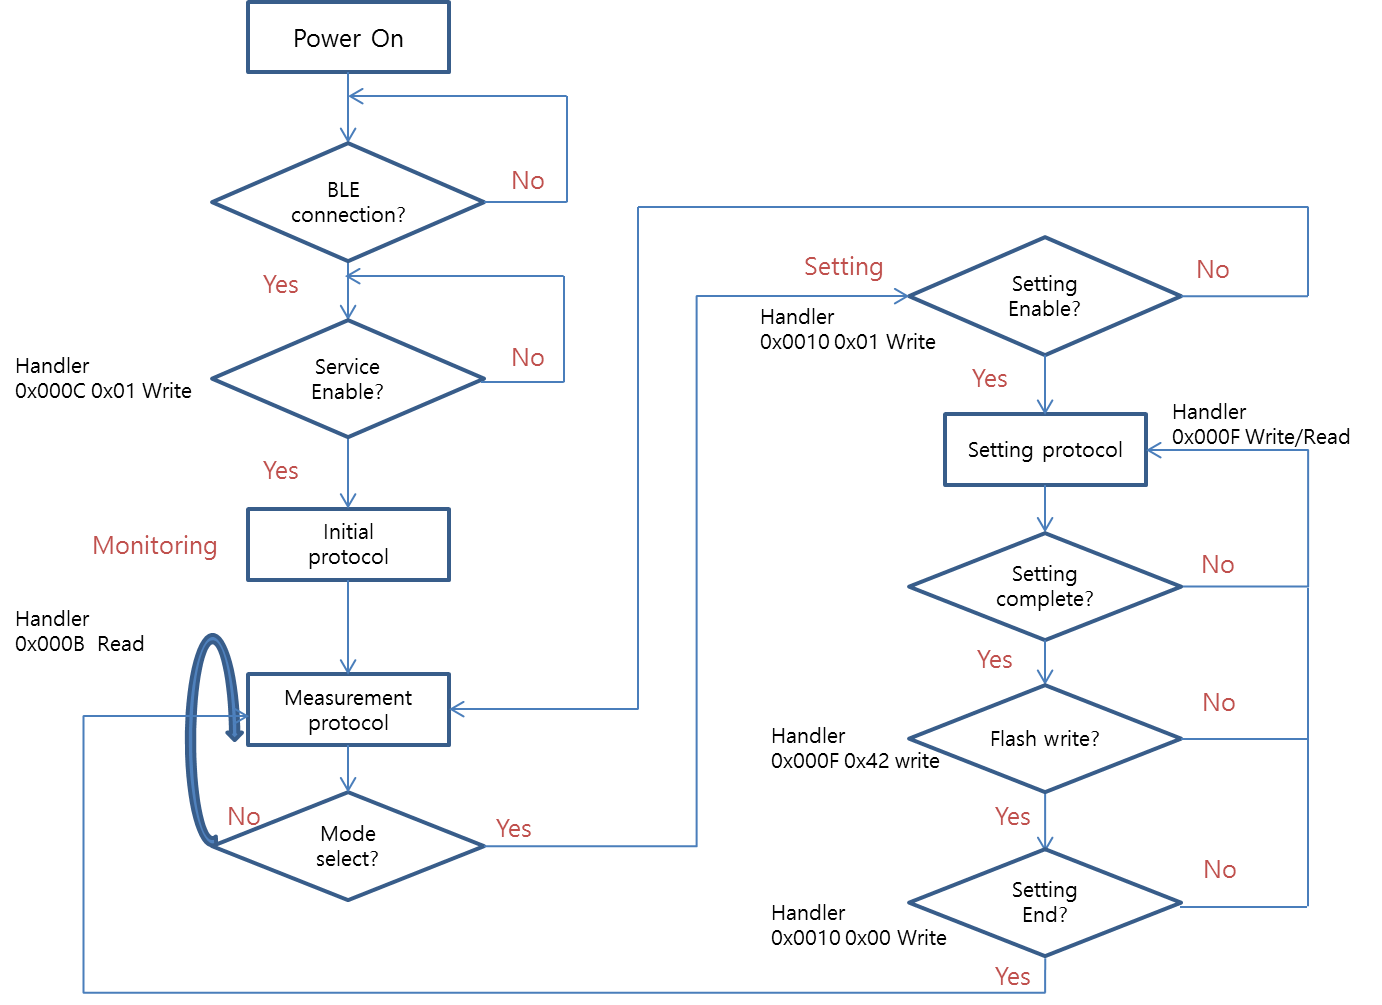 Power On
BLE
connection?
No
Yes
Handler
0x000C 0x01 Write
Service
Enable?
No
Yes
Monitoring
Initial
protocol
Handler
0x000B  Read
Measurement
protocol
No
Mode
select?
Yes
Setting
Handler
0x0010 0x01 Write
Setting
Enable?
No
Yes
Handler
0x000F Write/Read
Setting protocol
Setting
complete?
No
Yes
Handler
0x000F 0x42 write
Flash write?
No
Yes
Handler
0x0010 0x00 Write
Setting
End?
No
Yes